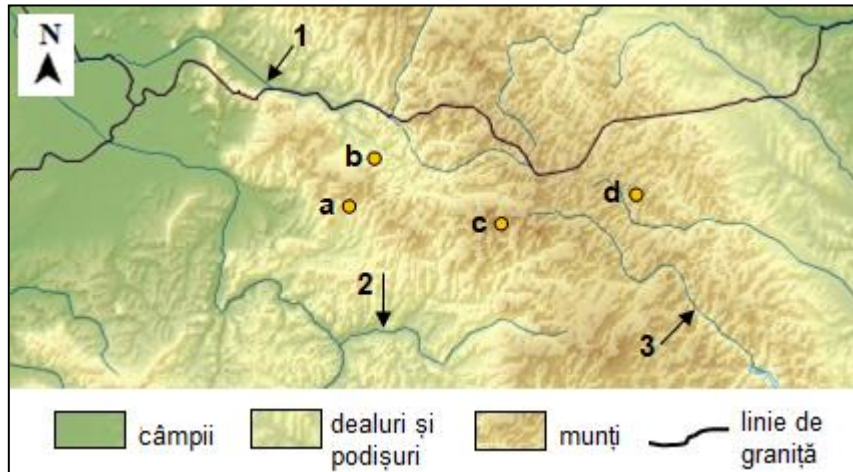 N
1
b
a
d
c
2
3
câmpii
dealuri și
podișuri
munți
linie de
graniță